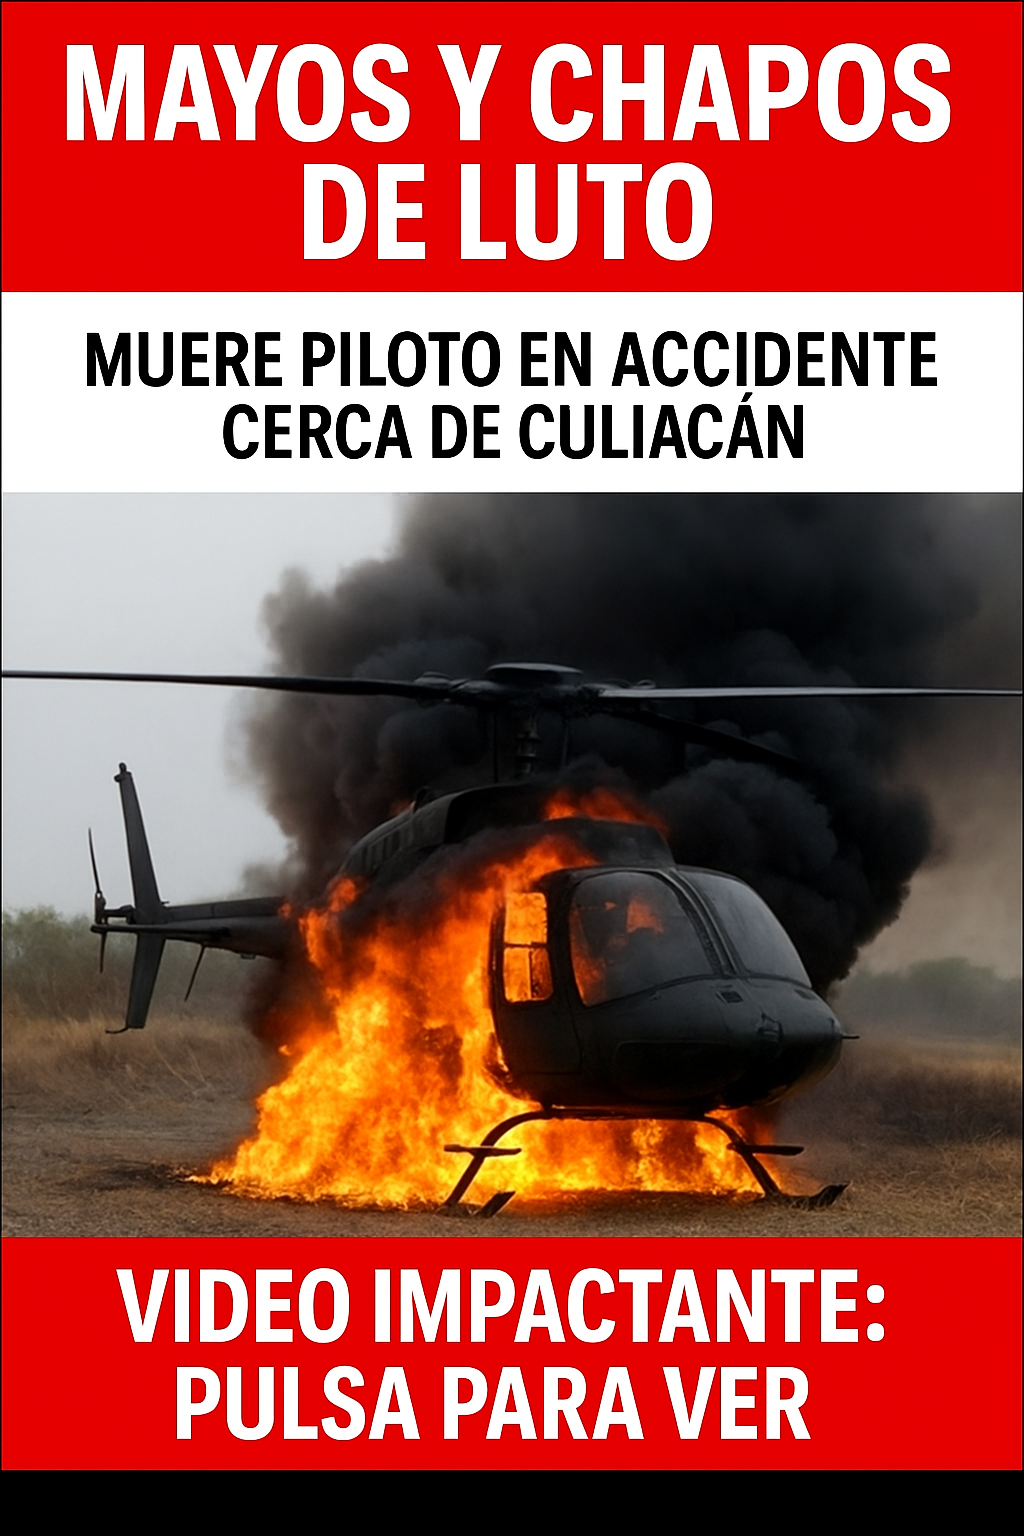 MAYOS Y CHAPOS
DE LUTO
MUERE PILOTO EN ACCIDENTE
CERCA DE CULIACÁN
VIDEO IMPACTANTE:
PULSA PARA VER